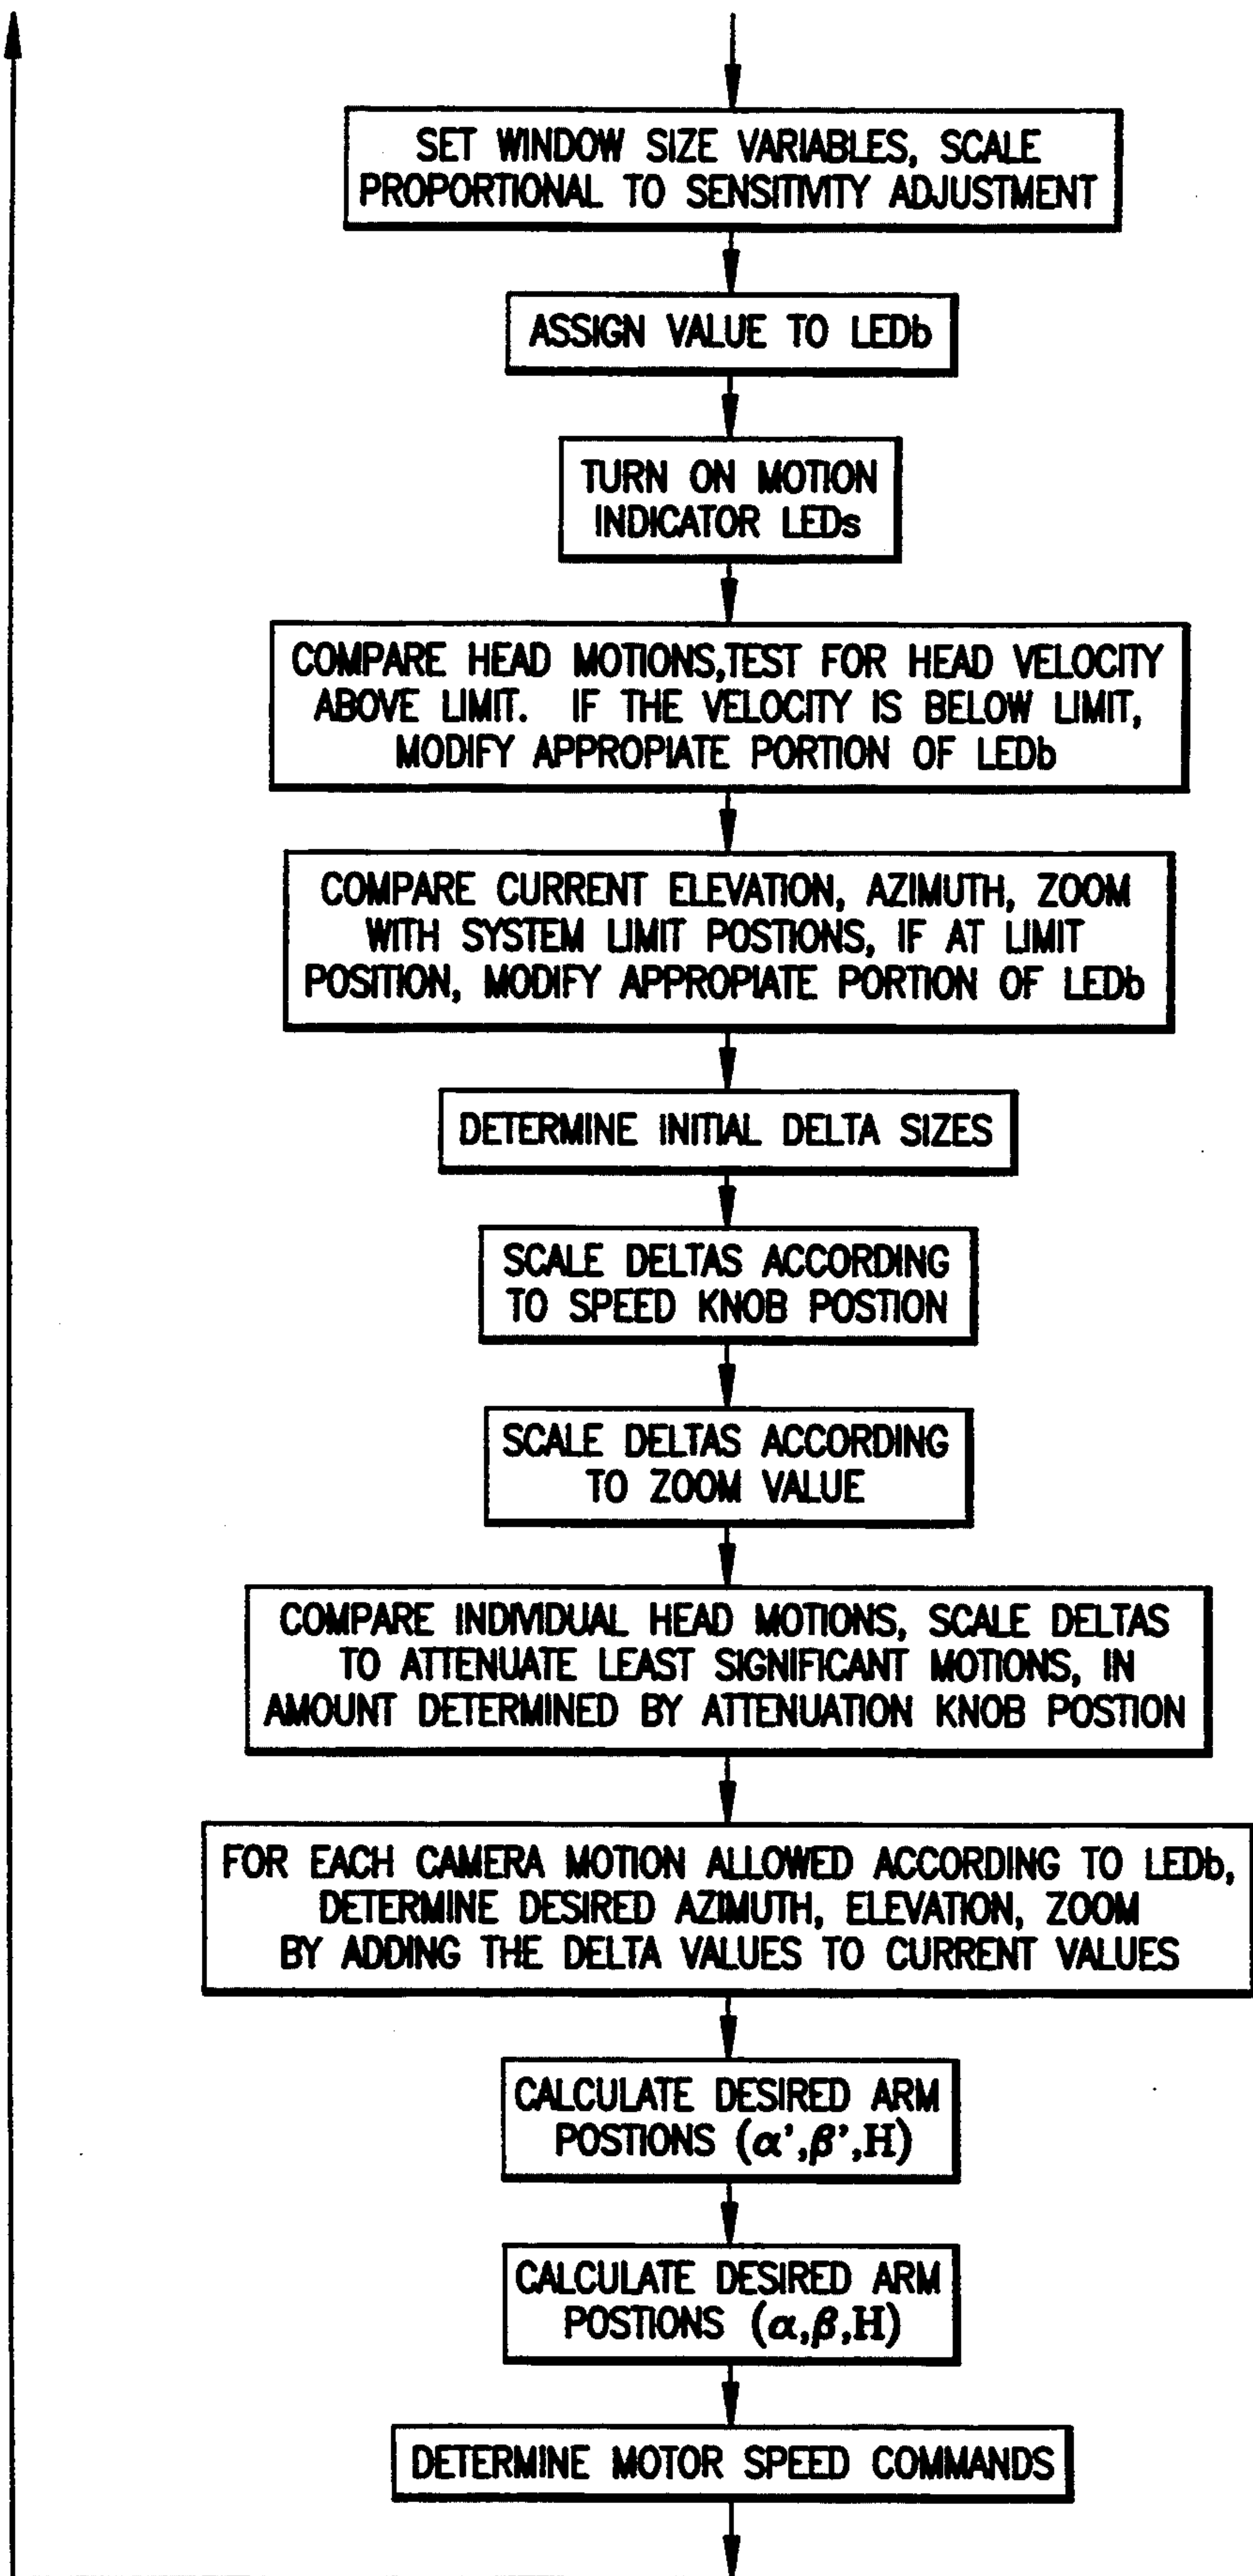 SET WINDOW SIZE VARIABLES, SCALE
PROPORTIONAL TO SENSITIVITY ADJUSTMENT
ASSIGN VALUE TO LEDb
TURN ON MOTION
INDICATOR LEDs
COMPARE HEAD MOTIONS,TEST FOR HEAD VELOCITY
ABOVE LIMIT. IF THE VELOCITY IS BELOW LIMIT,
MODIFY APPROPIATE PORTION OF LEDb
COMPARE CURRENT ELEVATION, AZIMUTH, ZOOM
WITH SYSTEM LIMIT POSTIONS, IF AT LIMIT
POSITION, MODIFY APPROPIATE PORTION OF LEDb
DETERMINE INITIAL DELTA SIZES
SCALE DELTAS ACCORDING
TO SPEED KNOB POSTION
SCALE DELTAS ACCORDING
TO ZOOM VALUE
COMPARE INDIVIDUAL HEAD MOTIONS, SCALE DELTAS
TO ATTENUATE LEAST SIGNIFICANT MOTIONS, IN
AMOUNT DETERMINED BY ATTENUATION KNOB POSTION
FOR EACH CAMERA MOTION ALLOWED ACCORDING TO LEDb,
DETERMINE DESIRED AZIMUTH, ELEVATION, ZOOM
BY ADDING THE DELTA VALUES TO CURRENT VALUES
CALCULATE DESIRED ARM
POSTIONS (α',β',H)
CALCULATE DESIRED ARM
POSTIONS (α,β,H)
DETERMINE MOTOR SPEED COMMANDS